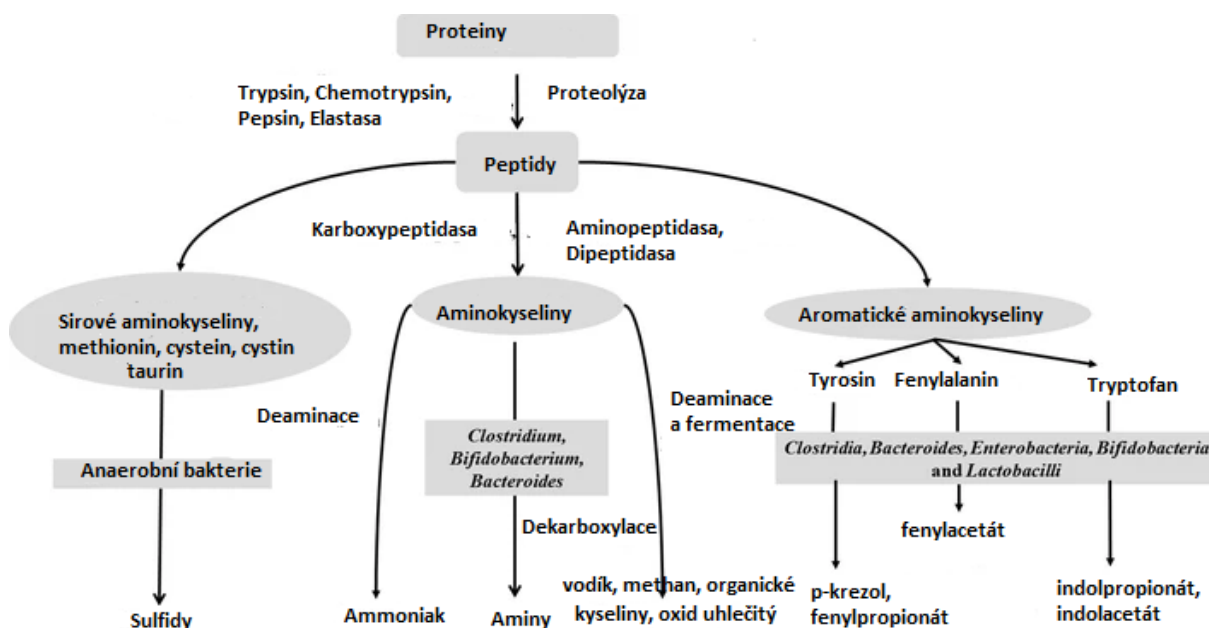 Proteiny
Trypsin, Chemotrypsin,
Pepsin, Elastasa
Proteolýza
Peptidy
Karboxypeptidasa
Aminopeptidasa,
Dipeptidasa
Sirové aminokyseliny,
methionin, cystein, cystin
taurin
Aminokyseliny
Aromatické aminokyseliny
Tyrosin
Fenylalanin
Tryptofan
Deaminace
Deaminace
a fermentace
Anaerobní bakterie
Clostridium,
Bifidobacterium,
Bacteroides
Clostridia, Bacteroides, Enterobacteria, Bifidobacteria
and Lactobacilli
Dekarboxylace
fenylacetát
Sulfidy
Ammoniak
Aminy
vodík, methan, organické
kyseliny, oxid uhlečitý
p-krezol,
fenylpropionát
indolpropionát,
indolacetát